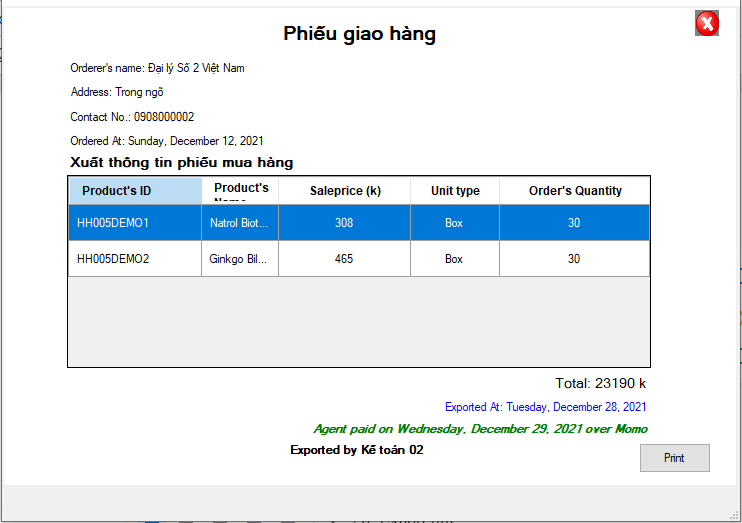 Phiếu giao hàng
Orderer's name: Đại lý Số 2 Việt Nam
Address: Trong ngõ
Contact No.: 0908000002
Ordered At: Sunday, December 12, 2021
Xuất thông tin phiếu mua hàng
Product's ID Product's Name Saleprice (k) Unit type Order's Quantity
HH005DEMO1 Natrol Biot... 308 Box 30
HH005DEMO2 Ginkgo Bil... 465 Box 30
Total: 23190 k
Exported At: Tuesday, December 28, 2021
Agent paid on Wednesday, December 29, 2021 over Momo
Exported by Kế toán 02
Print